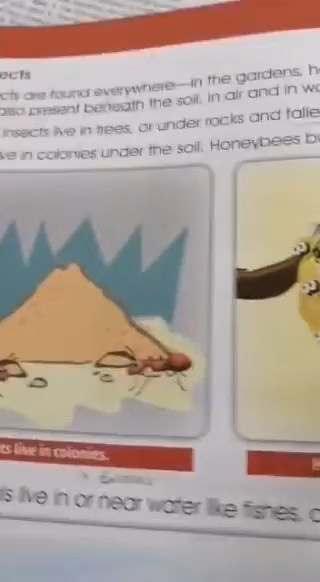 ects
cts are found everywhere—in the gardens, h
also present beneath the soil, in air and in wa
insects live in trees, or under rocks and falle
ve in colonies under the soil. Honeybees b
ts live in colonies.
ls live in or near water like fishes, c